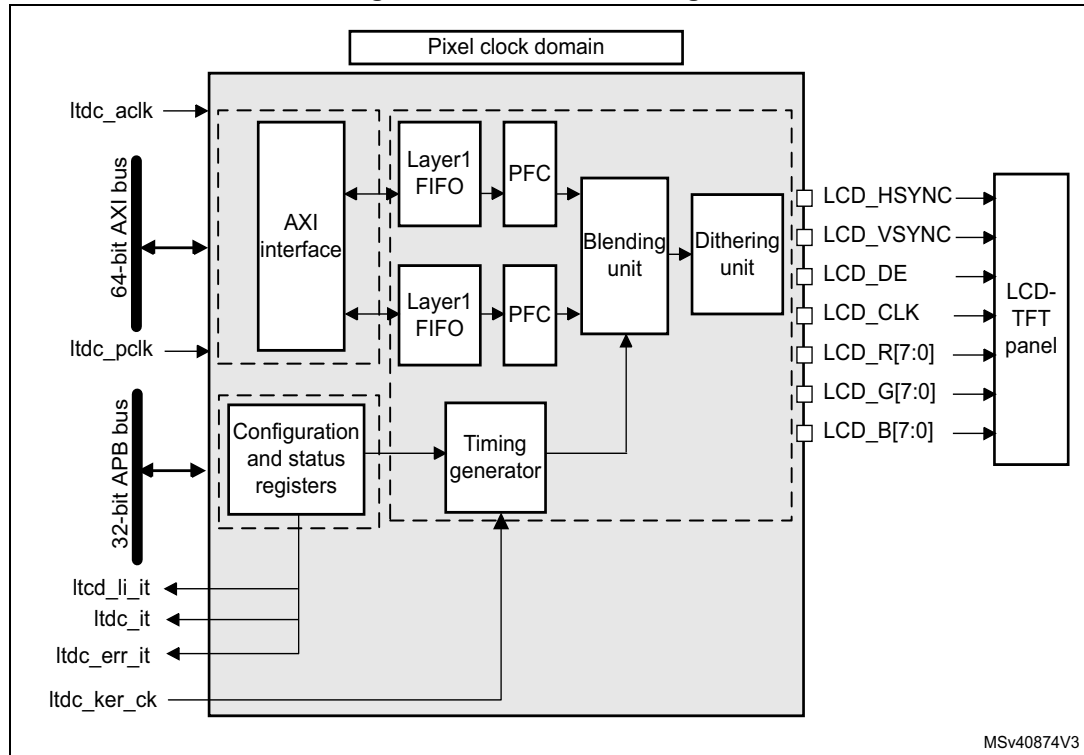 Pixel clock domain
ltdc_aclk
64-bit AXI bus
ltdc_pclk
32-bit APB bus
ltcd_li_it
ltdc_it
ltdc_err_it
ltdc_ker_ck
AXI
interface
Layer1
FIFO
PFC
Layer1
FIFO
PFC
Blending
unit
Dithering
unit
Configuration
and status
registers
Timing
generator
LCD_HSYNC
LCD_VSYNC
LCD_DE
LCD_CLK
LCD_R[7:0]
LCD_G[7:0]
LCD_B[7:0]
LCD-
TFT
panel
MSv40874V3